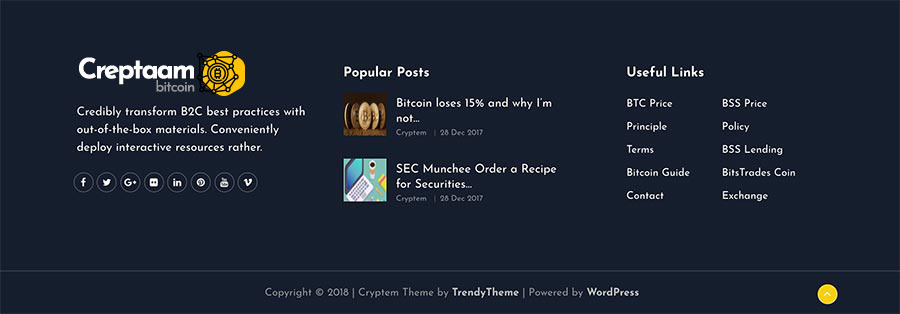 Creptaam
bitcoin
Credibly transform B2C best practices with
out-of-the-box materials. Conveniently
deploy interactive resources rather.
Popular Posts
Bitcoin loses 15% and why I'm
not...
Cryptem | 28 Dec 2017
SEC Munchee Order a Recipe
for Securities...
Cryptem | 28 Dec 2017
Useful Links
BTC Price
Principle
Terms
Bitcoin Guide
Contact
BSS Price
Policy
BSS Lending
BitsTrades Coin
Exchange
Copyright © 2018 | Cryptem Theme by TrendyTheme | Powered by WordPress